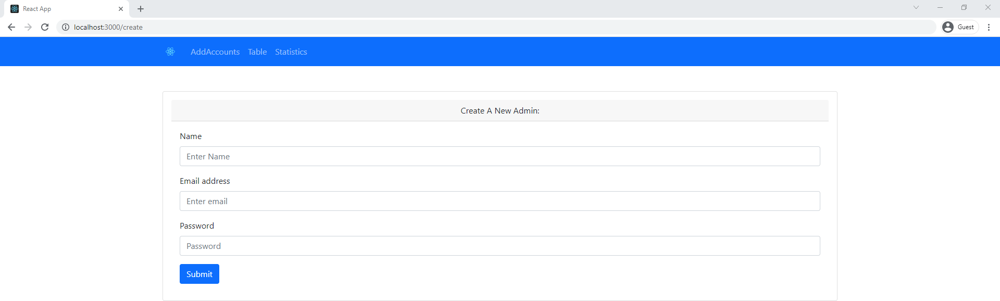 React App
localhost:3000/create
Guest
AddAccounts Table Statistics
Create A New Admin:
Name
Enter Name
Email address
Enter email
Password
Password
Submit